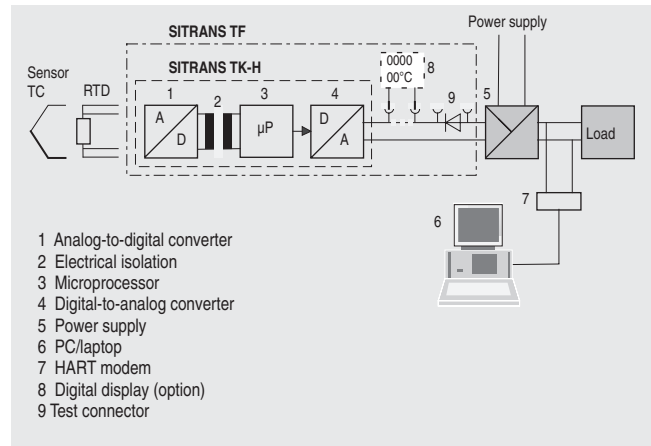 Power supply
SITRANS TF
0000
00°C
8
Sensor
TC
RTD
SITRANS TK-H
1
2
3
4
9
5
A
D
µP
D
A
Load
7
6
1 Analog-to-digital converter
2 Electrical isolation
3 Microprocessor
4 Digital-to-analog converter
5 Power supply
6 PC/laptop
7 HART modem
8 Digital display (option)
9 Test connector